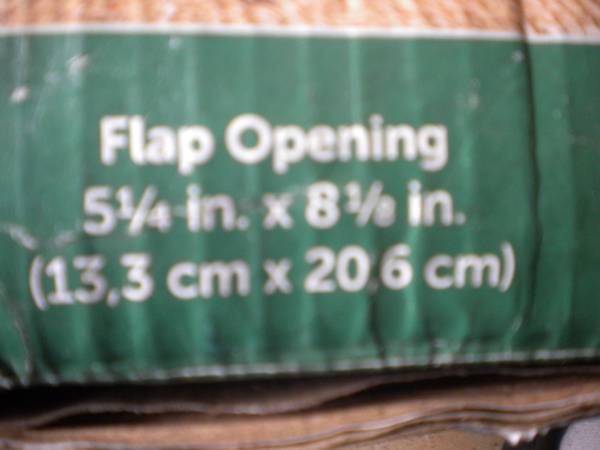 Flap Opening
5¼ in. x 8⅛ in.
(13,3 cm x 20,6 cm)